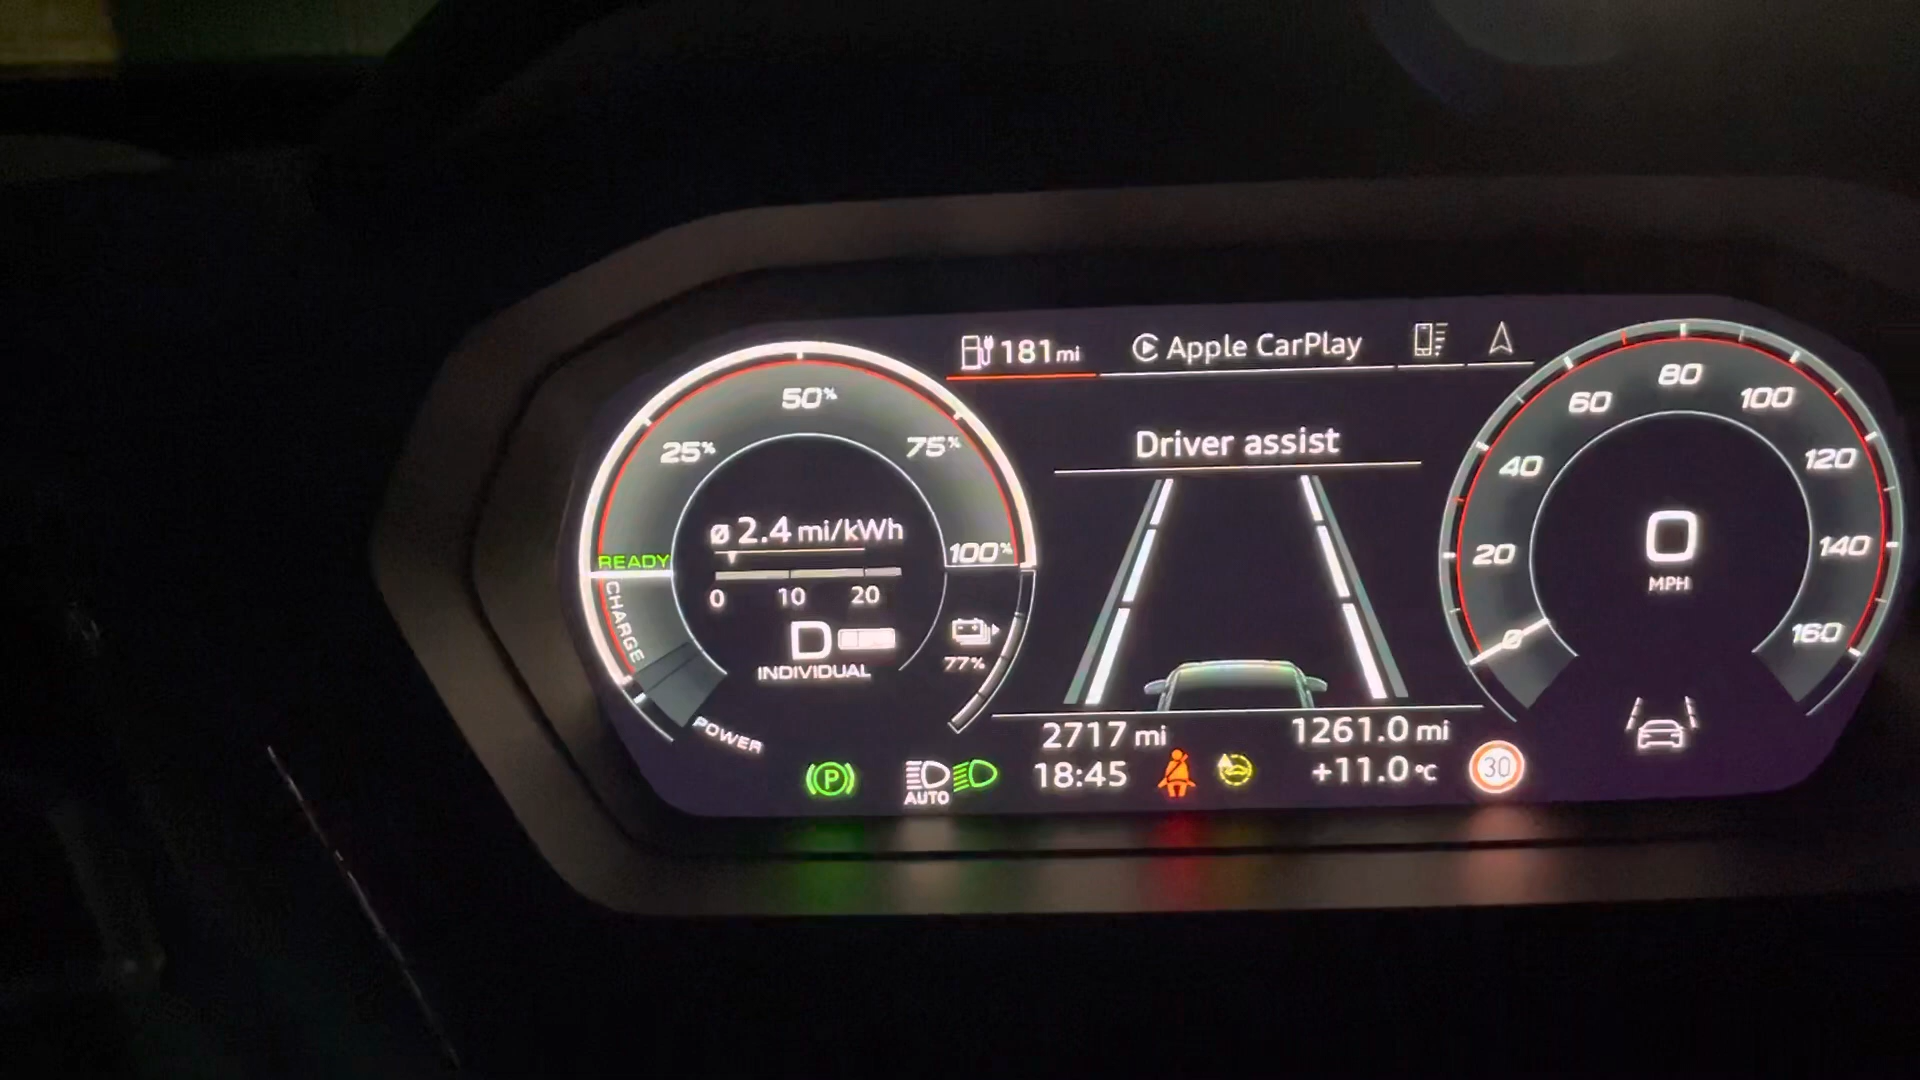 181 mi
Apple CarPlay
50%
25%
75%
100%
READY
CHARGE
POWER
ø 2.4 mi/kWh
0 10 20
D
INDIVIDUAL
77%
Driver assist
2717 mi
1261.0 mi
18:45
+11.0 °C
P
AUTO
30
0
20
40
60
80
100
120
140
160
0
MPH